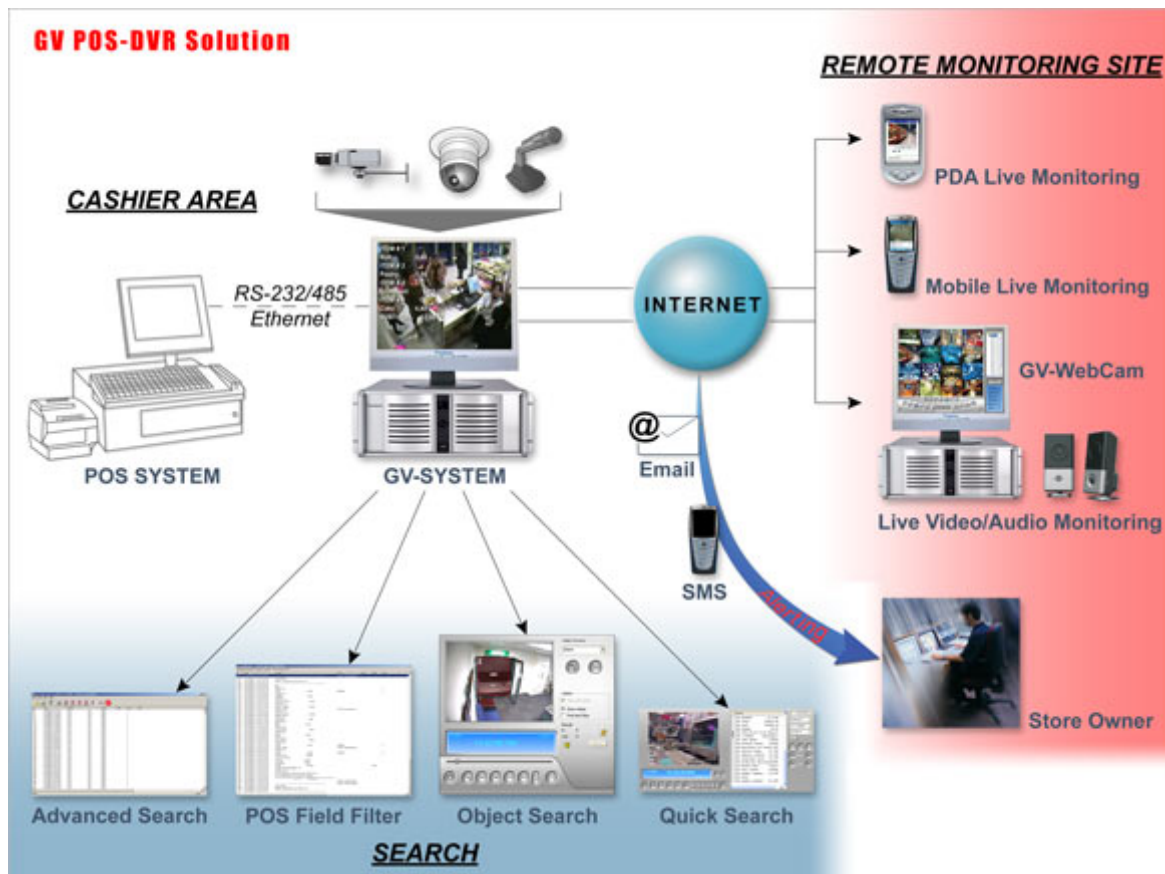 GV POS-DVR Solution
REMOTE MONITORING SITE
CASHIER AREA
PDA Live Monitoring
RS-232/485
Ethernet
INTERNET
Mobile Live Monitoring
GV-WebCam
@
Email
POS SYSTEM
GV-SYSTEM
Live Video/Audio Monitoring
SMS
Alerting
Store Owner
Advanced Search
POS Field Filter
Object Search
Quick Search
SEARCH